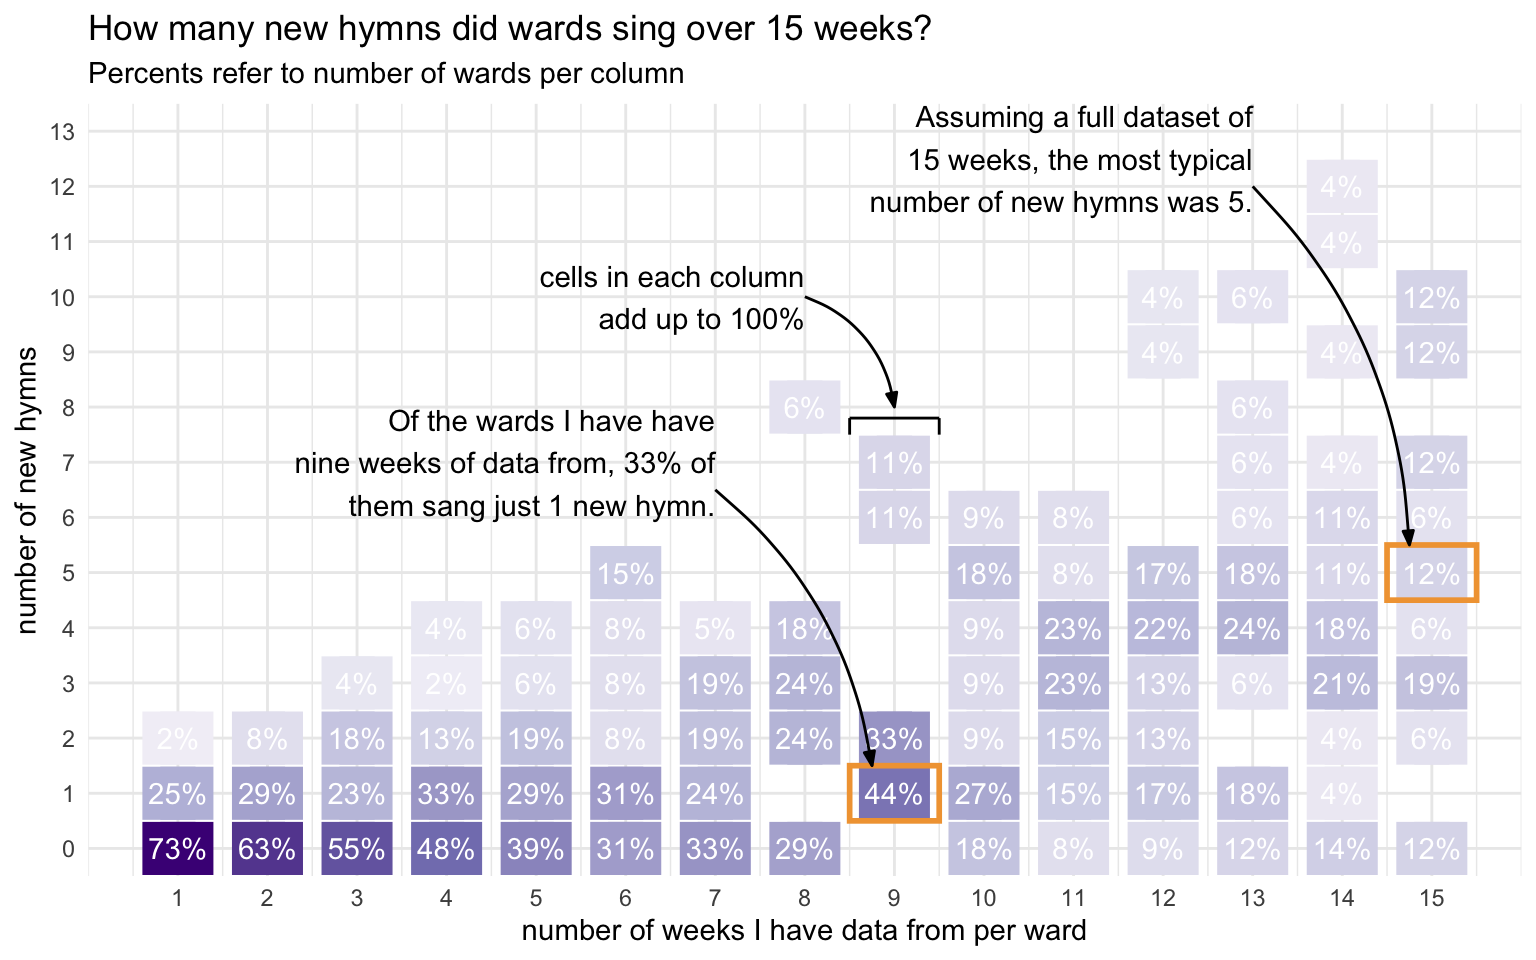 How many new hymns did wards sing over 15 weeks?
Percents refer to number of wards per column
Assuming a full dataset of
15 weeks, the most typical
number of new hymns was 5.
cells in each column
add up to 100%
Of the wards I have have
nine weeks of data from, 33% of
them sang just 1 new hymn.
number of new hymns
13
12 4%
11 4%
10 4% 6% 12%
9 4% 4% 12%
8 6% 6%
7 11% 6% 4% 12%
6 11% 9% 8% 6% 11% 6%
5 15% 18% 8% 17% 18% 11% 12%
4 4% 6% 8% 5% 18% 9% 23% 22% 24% 18% 6%
3 4% 2% 6% 8% 19% 24% 9% 23% 13% 6% 21% 19%
2 2% 8% 18% 13% 19% 8% 19% 24% 33% 9% 15% 13% 4% 6%
1 25% 29% 23% 33% 29% 31% 24% 44% 27% 15% 17% 18% 4%
0 73% 63% 55% 48% 39% 31% 33% 29% 18% 8% 9% 12% 14% 12%
1 2 3 4 5 6 7 8 9 10 11 12 13 14 15
number of weeks I have data from per ward